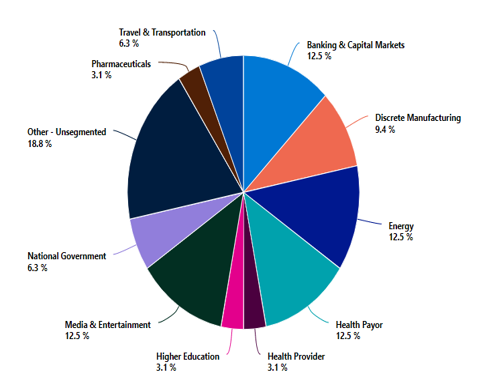 Travel & Transportation
6.3 %
Banking & Capital Markets
12.5 %
Pharmaceuticals
3.1 %
Discrete Manufacturing
9.4 %
Other - Unsegmented
18.8 %
Energy
12.5 %
National Government
6.3 %
Media & Entertainment
12.5 %
Health Payor
12.5 %
Higher Education
3.1 %
Health Provider
3.1 %